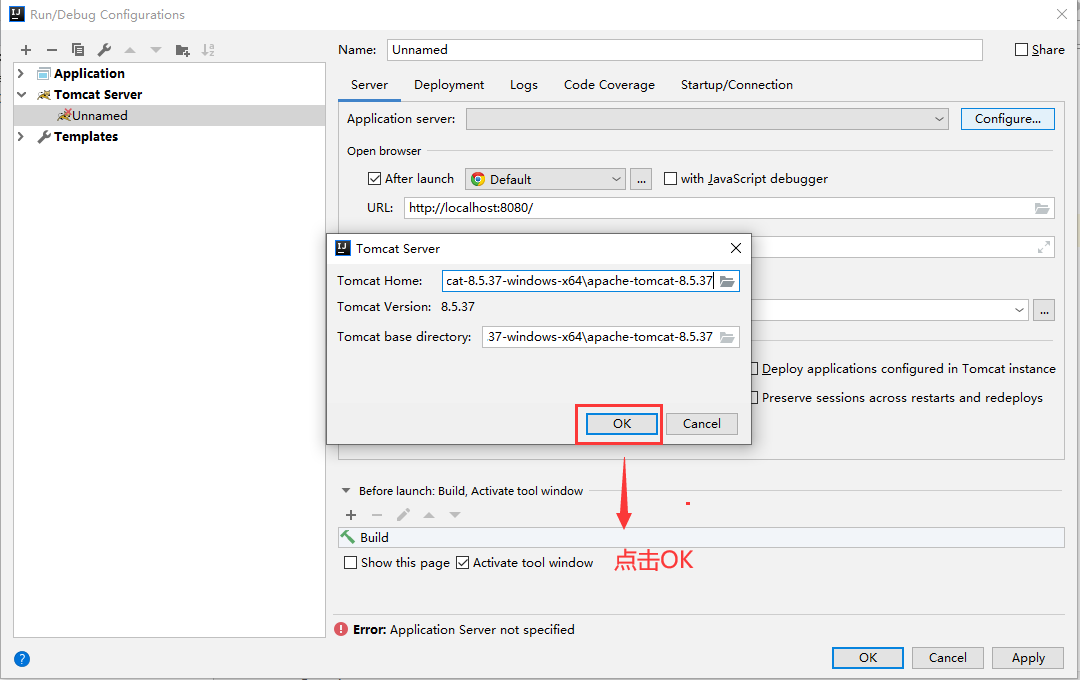 Run/Debug Configurations
Name: Unnamed Share
Application
Tomcat Server
Unnamed
Templates
Server Deployment Logs Code Coverage Startup/Connection
Application server: Configure...
Open browser
After launch Default ... with JavaScript debugger
URL: http://localhost:8080/
Tomcat Server
Tomcat Home: cat-8.5.37-windows-x64\apache-tomcat-8.5.37
Tomcat Version: 8.5.37
Tomcat base directory: .37-windows-x64\apache-tomcat-8.5.37
OK Cancel
...
Deploy applications configured in Tomcat instance
Preserve sessions across restarts and redeploys
Before launch: Build, Activate tool window
Build
Show this page Activate tool window
点击OK
Error: Application Server not specified
OK Cancel Apply